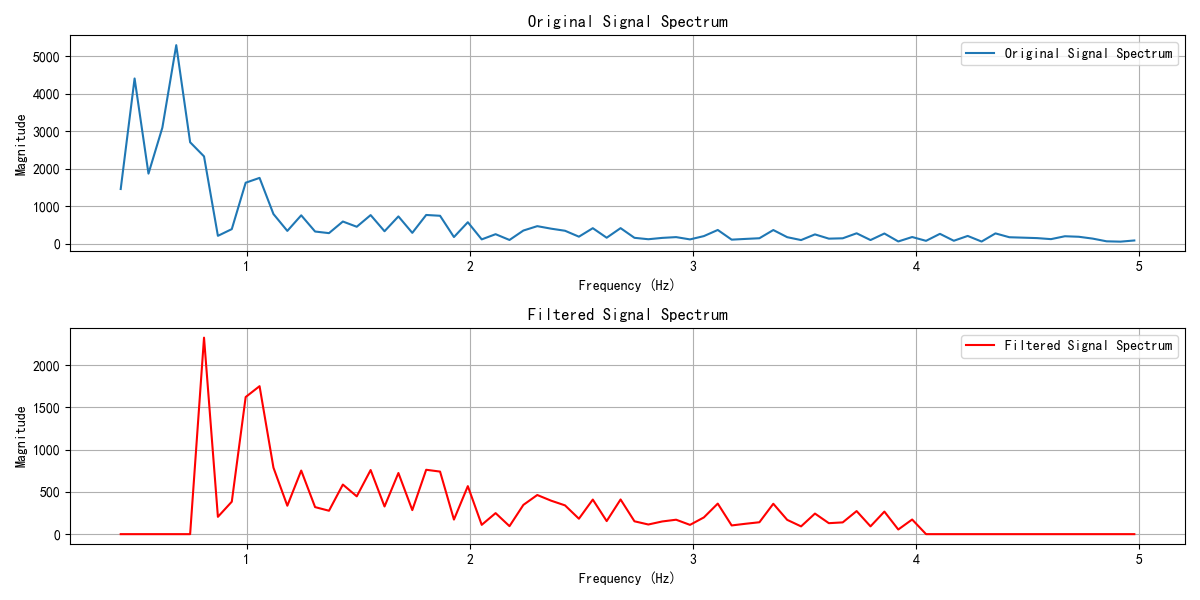 Original Signal Spectrum
Original Signal Spectrum
5000
4000
3000
2000
1000
0
Magnitude
1 2 3 4 5
Frequency (Hz)
Filtered Signal Spectrum
Filtered Signal Spectrum
2000
1500
1000
500
0
Magnitude
1 2 3 4 5
Frequency (Hz)